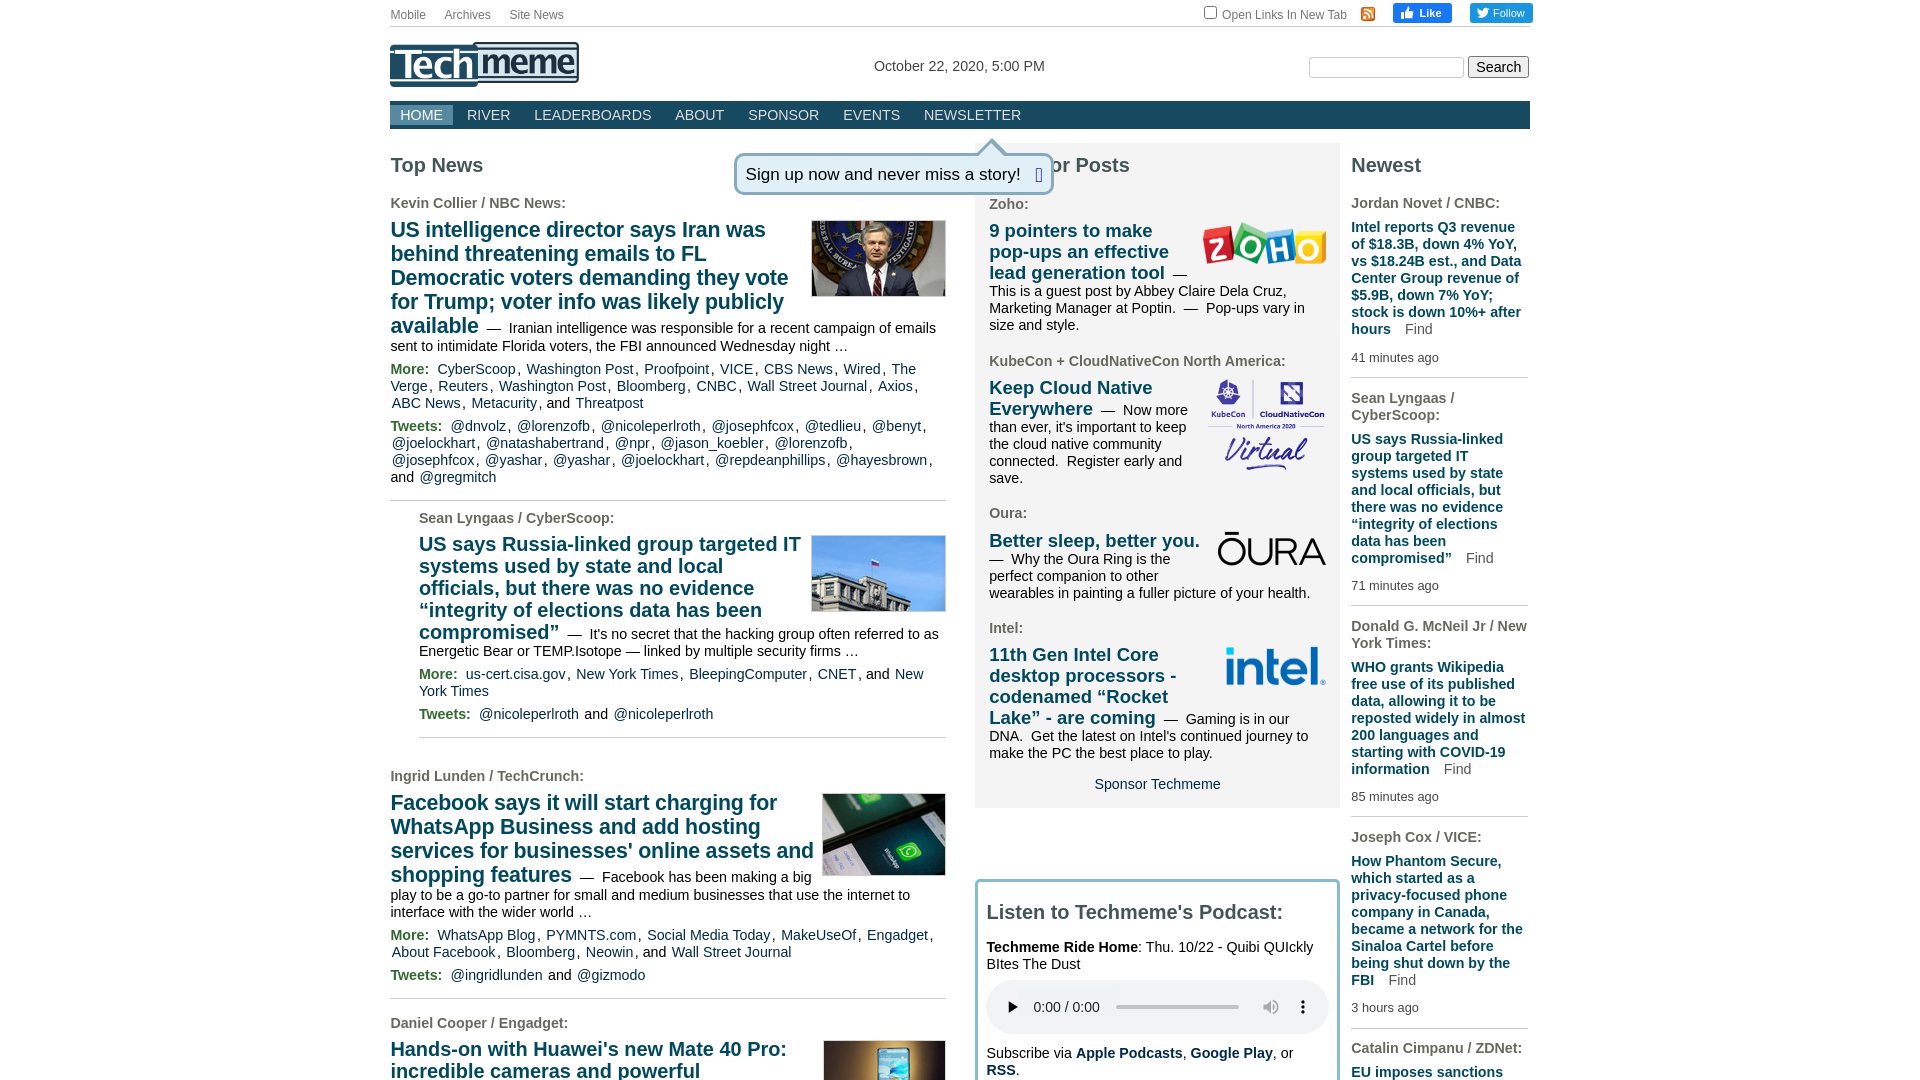 Mobile Archives Site News
Open Links In New Tab
Like
Follow
Techmeme
October 22, 2020, 5:00 PM
Search
HOME RIVER LEADERBOARDS ABOUT SPONSOR EVENTS NEWSLETTER
Sign up now and never miss a story!
Top News
Kevin Collier / NBC News:
US intelligence director says Iran was
behind threatening emails to FL
Democratic voters demanding they vote
for Trump; voter info was likely publicly
available — Iranian intelligence was responsible for a recent campaign of emails
sent to intimidate Florida voters, the FBI announced Wednesday night …
More: CyberScoop, Washington Post, Proofpoint, VICE, CBS News, Wired, The
Verge, Reuters, Washington Post, Bloomberg, CNBC, Wall Street Journal, Axios,
ABC News, Metacurity, and Threatpost
Tweets: @dnvolz, @lorenzofb, @nicoleperlroth, @josephfcox, @tedlieu, @benyt,
@joelockhart, @natashabertrand, @npr, @jason_koebler, @lorenzofb,
@josephfcox, @yashar, @yashar, @joelockhart, @repdeanphillips, @hayesbrown,
and @gregmitch
Sean Lyngaas / CyberScoop:
US says Russia-linked group targeted IT
systems used by state and local
officials, but there was no evidence
“integrity of elections data has been
compromised” — It's no secret that the hacking group often referred to as
Energetic Bear or TEMP.Isotope — linked by multiple security firms …
More: us-cert.cisa.gov, New York Times, BleepingComputer, CNET, and New
York Times
Tweets: @nicoleperlroth and @nicoleperlroth
Ingrid Lunden / TechCrunch:
Facebook says it will start charging for
WhatsApp Business and add hosting
services for businesses' online assets and
shopping features — Facebook has been making a big
play to be a go-to partner for small and medium businesses that use the internet to
interface with the wider world …
More: WhatsApp Blog, PYMNTS.com, Social Media Today, MakeUseOf, Engadget,
About Facebook, Bloomberg, Neowin, and Wall Street Journal
Tweets: @ingridlunden and @gizmodo
Daniel Cooper / Engadget:
Hands-on with Huawei's new Mate 40 Pro:
incredible cameras and powerful
or Posts
Zoho:
ZOHO
9 pointers to make
pop-ups an effective
lead generation tool —
This is a guest post by Abbey Claire Dela Cruz,
Marketing Manager at Poptin. — Pop-ups vary in
size and style.
KubeCon + CloudNativeCon North America:
Keep Cloud Native
Everywhere — Now more
than ever, it's important to keep
the cloud native community
connected. Register early and
save.
KubeCon CloudNativeCon
North America 2020
Virtual
Oura:
ŌURA
Better sleep, better you.
— Why the Oura Ring is the
perfect companion to other
wearables in painting a fuller picture of your health.
Intel:
intel
11th Gen Intel Core
desktop processors -
codenamed “Rocket
Lake” - are coming — Gaming is in our
DNA. Get the latest on Intel's continued journey to
make the PC the best place to play.
Sponsor Techmeme
Listen to Techmeme's Podcast:
Techmeme Ride Home: Thu. 10/22 - Quibi QUIckly
BItes The Dust
0:00 / 0:00
Subscribe via Apple Podcasts, Google Play, or
RSS.
Newest
Jordan Novet / CNBC:
Intel reports Q3 revenue
of $18.3B, down 4% YoY,
vs $18.24B est., and Data
Center Group revenue of
$5.9B, down 7% YoY;
stock is down 10%+ after
hours Find
41 minutes ago
Sean Lyngaas /
CyberScoop:
US says Russia-linked
group targeted IT
systems used by state
and local officials, but
there was no evidence
“integrity of elections
data has been
compromised” Find
71 minutes ago
Donald G. McNeil Jr / New
York Times:
WHO grants Wikipedia
free use of its published
data, allowing it to be
reposted widely in almost
200 languages and
starting with COVID-19
information Find
85 minutes ago
Joseph Cox / VICE:
How Phantom Secure,
which started as a
privacy-focused phone
company in Canada,
became a network for the
Sinaloa Cartel before
being shut down by the
FBI Find
3 hours ago
Catalin Cimpanu / ZDNet:
EU imposes sanctions